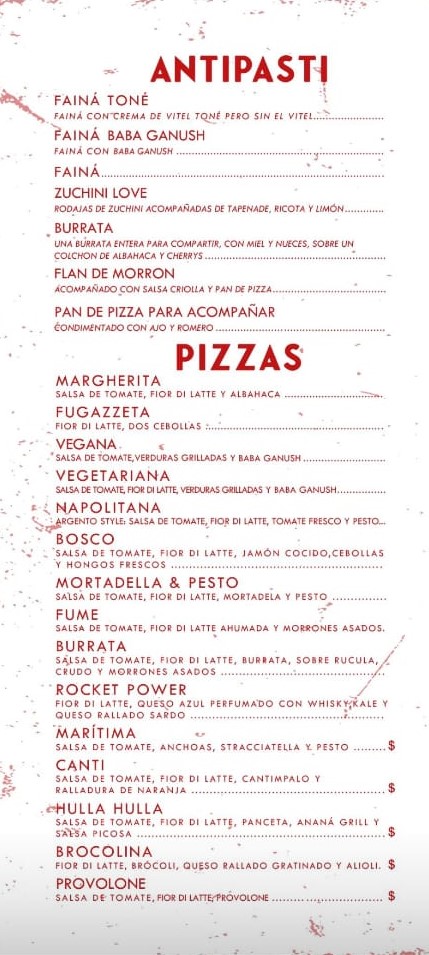 ANTIPASTI
FAINÁ TONÉ
FAINÁ CON CREMA DE VITEL TONÉ PERO SIN EL VITEL
FAINÁ BABA GANUSH
FAINÁ CON BABA GANUSH
FAINÁ
ZUCHINI LOVE
RODAJAS DE ZUCHINI ACOMPAÑADAS DE TAPENADE, RICOTA Y LIMÓN
BURRATA
UNA BURRATA ENTERA PARA COMPARTIR, CON MIEL Y NUECES, SOBRE UN
COLCHON DE ALBAHACA Y CHERRYS
FLAN DE MORRON
ACOMPAÑADO CON SALSA CRIOLLA Y PAN DE PIZZA
PAN DE PIZZA PARA ACOMPAÑAR
CONDIMENTADO CON AJO Y ROMERO
PIZZAS
MARGHERITA
SALSA DE TOMATE, FIOR DI LATTE Y ALBAHACA
FUGAZZETA
FIOR DI LATTE, DOS CEBOLLAS
VEGANA
SALSA DE TOMATE,VERDURAS GRILLADAS Y BABA GANUSH
VEGETARIANA
SALSA DE TOMATE, FIOR DI LATTE, VERDURAS GRILLADAS Y BABA GANUSH
NAPOLITANA
ARGENTO STYLE: SALSA DE TOMATE, FIOR DI LATTE, TOMATE FRESCO Y PESTO
BOSCO
SALSA DE TOMATE, FIOR DI LATTE, JAMÓN COCIDO,CEBOLLAS
Y HONGOS FRESCOS
MORTADELLA & PESTO
SALSA DE TOMATE, FIOR DI LATTE, MORTADELA Y PESTO
FUME
SALSA DE TOMATE, FIOR DI LATTE AHUMADA Y MORRONES ASADOS.
BURRATA
SALSA DE TOMATE, FIOR DI LATTE, BURRATA, SOBRE RUCULA,
CRUDO Y MORRONES ASADOS
ROCKET POWER
FIOR DI LATTE, QUESO AZUL PERFUMADO CON WHISKY,KALE Y
QUESO RALLADO SARDO
MARÍTIMA
SALSA DE TOMATE, ANCHOAS, STRACCIATELLA Y PESTO $
CANTI
SALSA DE TOMATE, FIOR DI LATTE, CANTIMPALO Y
RALLADURA DE NARANJA $
HULLA HULLA
SALSA DE TOMATE, FIOR DI LATTE, PANCETA, ANANÁ GRILL Y
SALSA PICOSA $
BROCOLINA
FIOR DI LATTE, BRÓCOLI, QUESO RALLADO GRATINADO Y ALIOLI. $
PROVOLONE
SALSA DE TOMATE, FIOR DI LATTE, PROVOLONE $